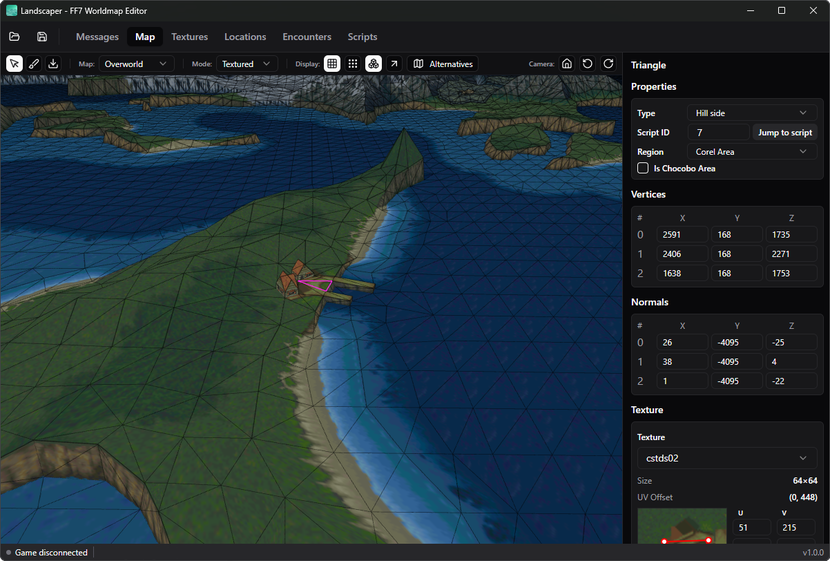 Landscaper - FF7 Worldmap Editor
Messages Map Textures Locations Encounters Scripts
Map: Overworld Mode: Textured Display: Alternatives Camera:
Triangle
Properties
Type Hill side
Script ID 7 Jump to script
Region Corel Area
Is Chocobo Area
Vertices
# X Y Z
0 2591 168 1735
1 2406 168 2271
2 1638 168 1753
Normals
# X Y Z
0 26 -4095 -25
1 38 -4095 4
2 1 -4095 -22
Texture
Texture
cstds02
Size 64×64
UV Offset (0, 448)
U V
51 215
Game disconnected v1.0.0